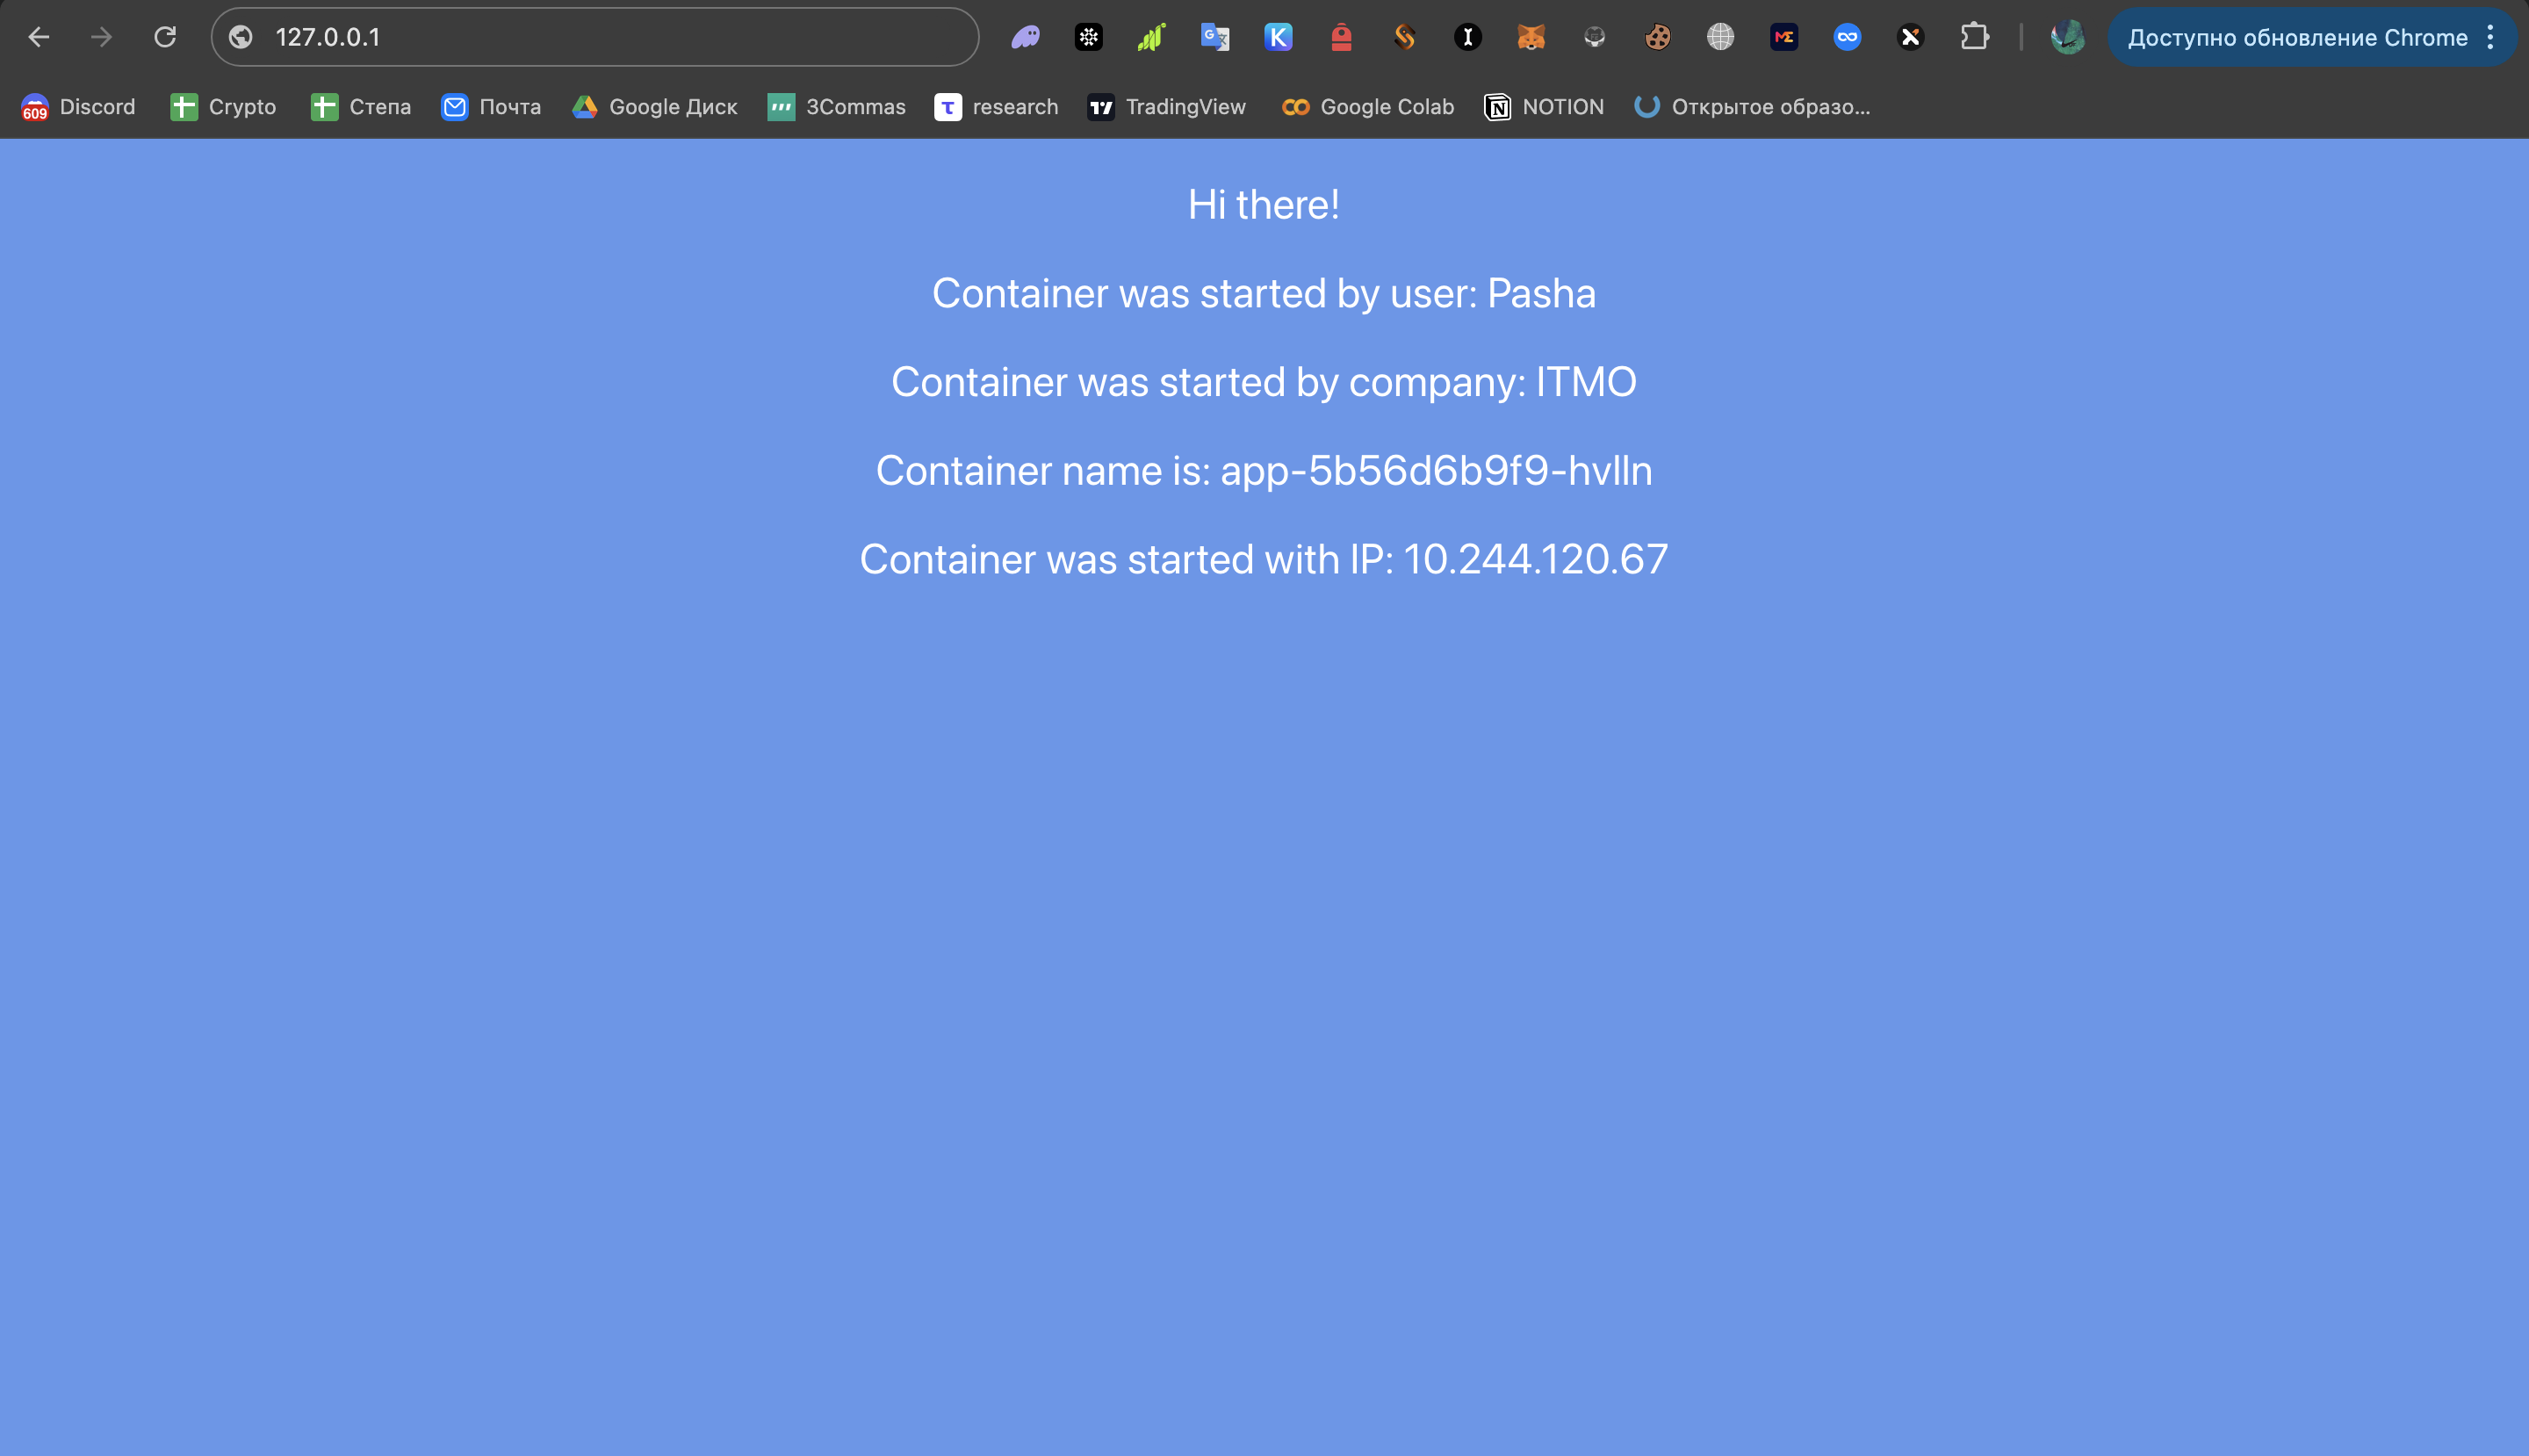 127.0.0.1
Доступно обновление Chrome
609 Discord Crypto Степа Почта Google Диск 3Commas research TradingView Google Colab NOTION Открытое образо...
Hi there!
Container was started by user: Pasha
Container was started by company: ITMO
Container name is: app-5b56d6b9f9-hvlln
Container was started with IP: 10.244.120.67